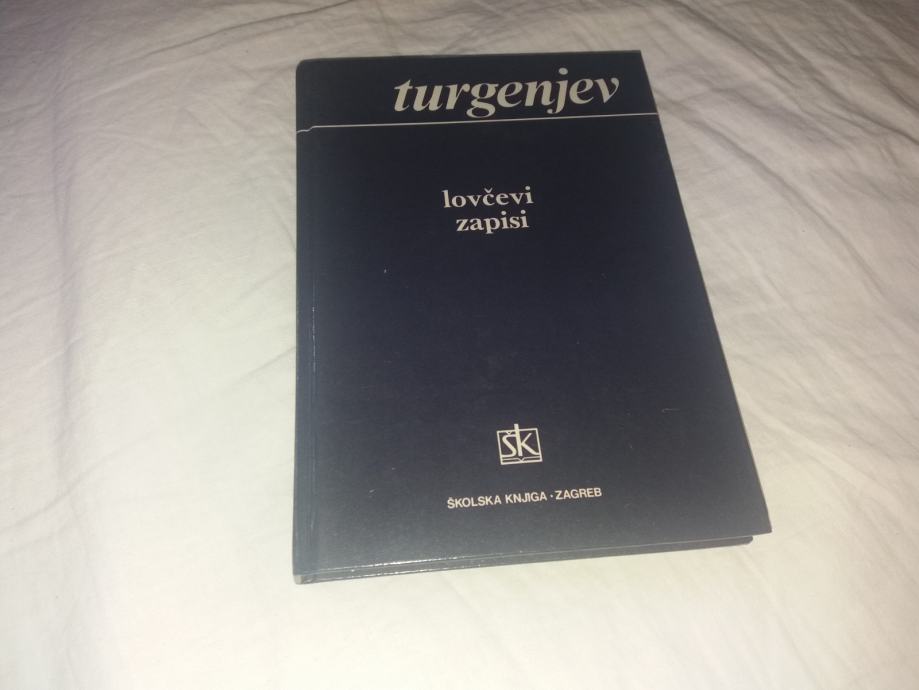 turgenjev
lovčevi
zapisi
ŠK
ŠKOLSKA KNJIGA · ZAGREB